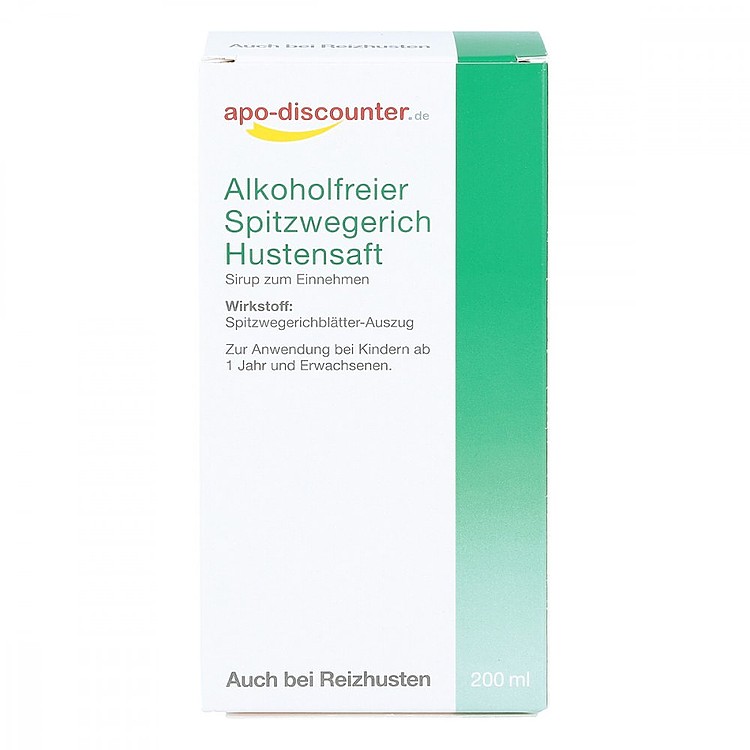 Auch bei Reizhusten
apo-discounter.de
Alkoholfreier
Spitzwegerich
Hustensaft
Sirup zum Einnehmen
Wirkstoff:
Spitzwegerichblätter-Auszug
Zur Anwendung bei Kindern ab
1 Jahr und Erwachsenen.
Auch bei Reizhusten
200 ml